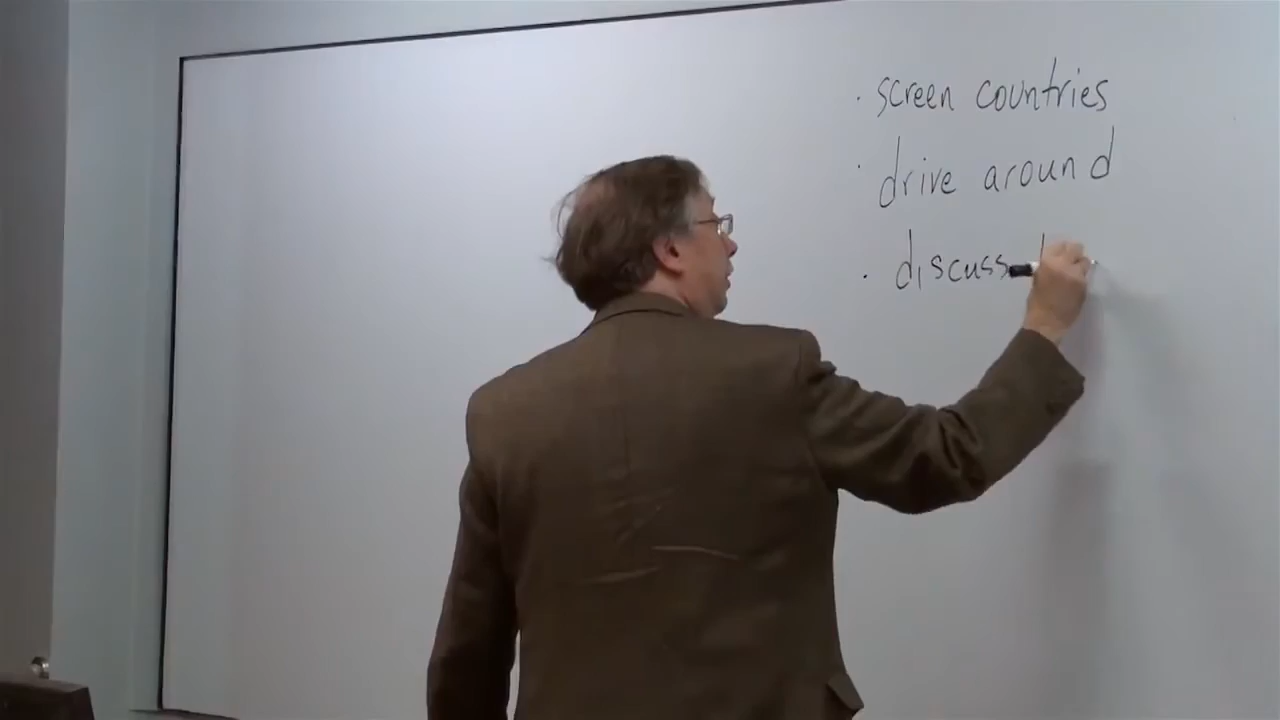 · screen countries
· drive around
· discuss